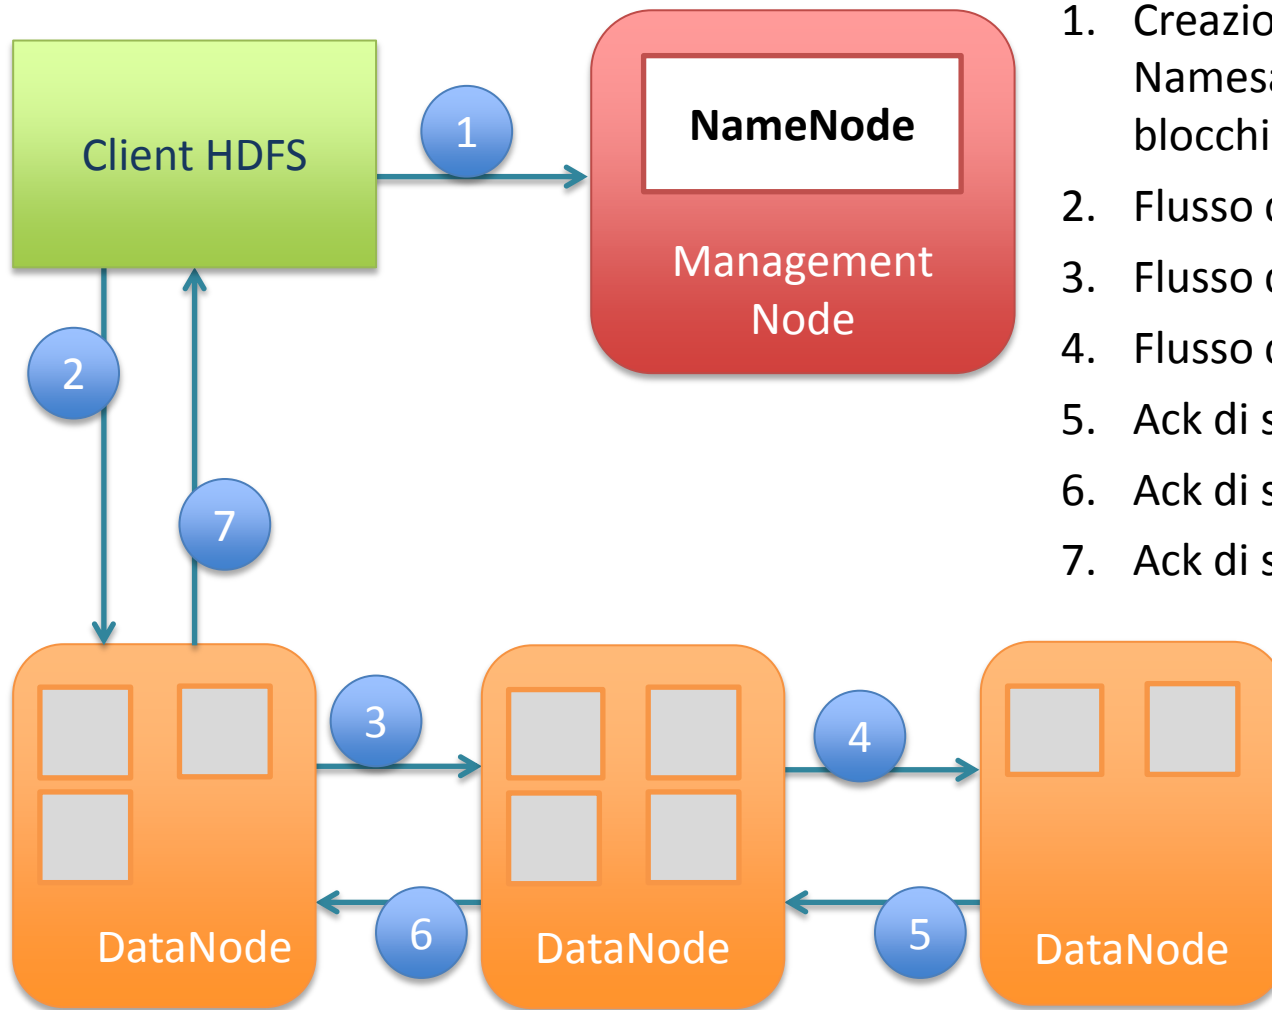 Client HDFS
1
NameNode
Management
Node
1. Creazio
Namesa
blocchi
2. Flusso
3. Flusso
4. Flusso
5. Ack di s
6. Ack di s
7. Ack di s
2
7
3
4
6
5
DataNode
DataNode
DataNode